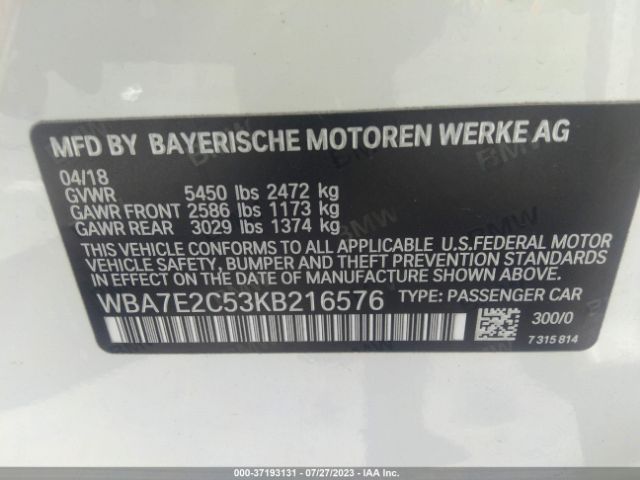 MFD BY BAYERISCHE MOTOREN WERKE AG
04/18
GVWR 5450 lbs 2472 kg
GAWR FRONT 2586 lbs 1173 kg
GAWR REAR 3029 lbs 1374 kg
THIS VEHICLE CONFORMS TO ALL APPLICABLE U.S.FEDERAL MOTOR
VEHICLE SAFETY, BUMPER, AND THEFT PREVENTION STANDARDS
IN EFFECT ON THE DATE OF MANUFACTURE SHOWN ABOVE.
WBA7E2C53KB216576 TYPE: PASSENGER CAR
300/0
7 315 814
000-37193131 - 07/27/2023 - IAA Inc.